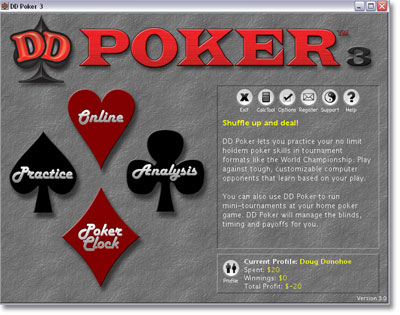 DD Poker 3
DD POKER™ 3
Online
Practice
Analysis
Poker
Clock
Exit CalcTool Options Register Support Help
Shuffle up and deal!
DD Poker lets you practice your no limit
holdem poker skills in tournament
formats like the World Championship. Play
against tough, customizable computer
opponents that learn based on your play.
You can also use DD Poker to run
mini-tournaments at your home poker
game. DD Poker will manage the blinds,
timing and payoffs for you.
Profile
Current Profile: Doug Donohoe
Spent: $20
Winnings: $0
Total Profit: $-20
Version 3.0